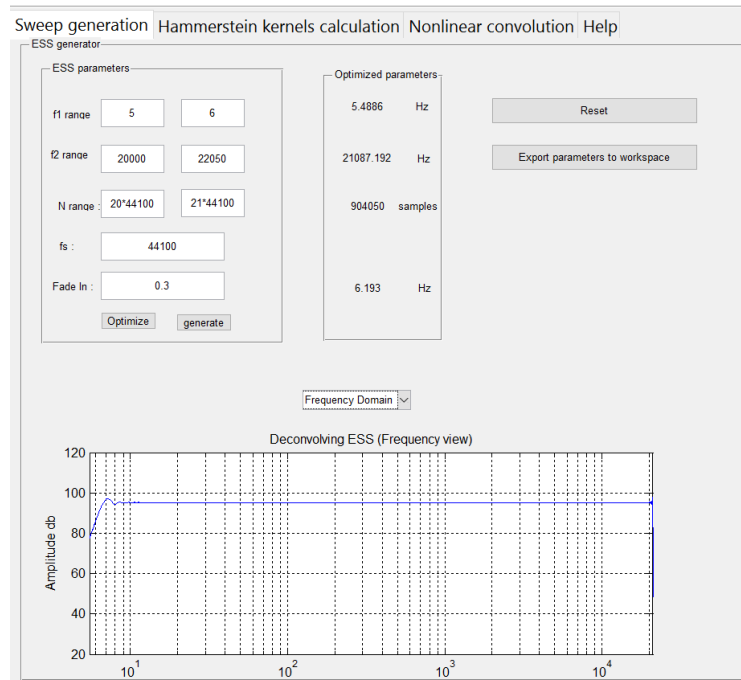 Sweep generation Hammerstein kernels calculation Nonlinear convolution Help
ESS generator
ESS parameters
f1 range 5 6
f2 range 20000 22050
N range : 20*44100 21*44100
fs : 44100
Fade In : 0.3
Optimize generate
Optimized parameters
5.4886 Hz
21087.192 Hz
904050 samples
6.193 Hz
Reset
Export parameters to workspace
Frequency Domain
Deconvolving ESS (Frequency view)
Amplitude db
120
100
80
60
40
20
10^1 10^2 10^3 10^4